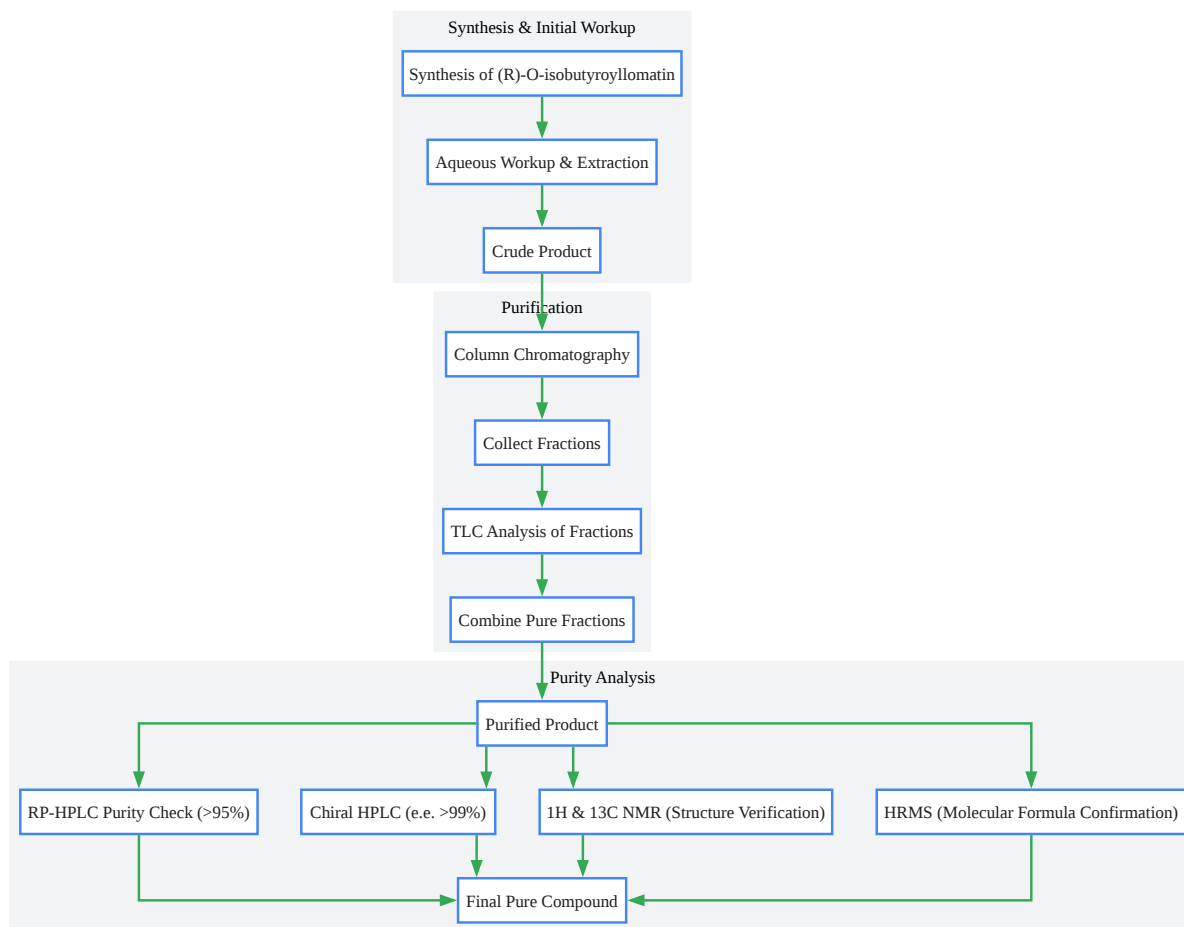 Synthesis & Initial Workup
Synthesis of (R)-O-isobutyroyllomatin
Aqueous Workup & Extraction
Crude Product
Purification
Column Chromatography
Collect Fractions
TLC Analysis of Fractions
Combine Pure Fractions
Purity Analysis
Purified Product
RP-HPLC Purity Check (>95%)
Chiral HPLC (e.e. >99%)
1H & 13C NMR (Structure Verification)
HRMS (Molecular Formula Confirmation)
Final Pure Compound